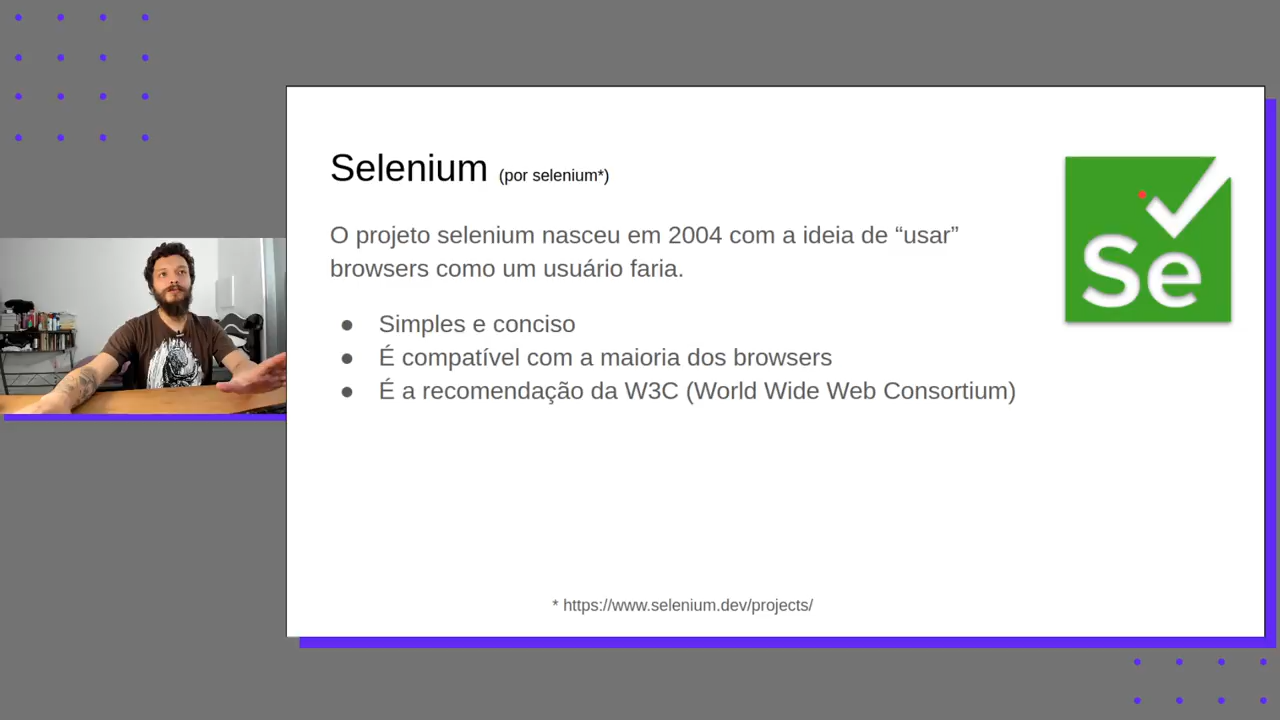 Selenium (por selenium*)
O projeto selenium nasceu em 2004 com a ideia de “usar”
browsers como um usuário faria.
● Simples e conciso
● É compatível com a maioria dos browsers
● É a recomendação da W3C (World Wide Web Consortium)
Se
* https://www.selenium.dev/projects/